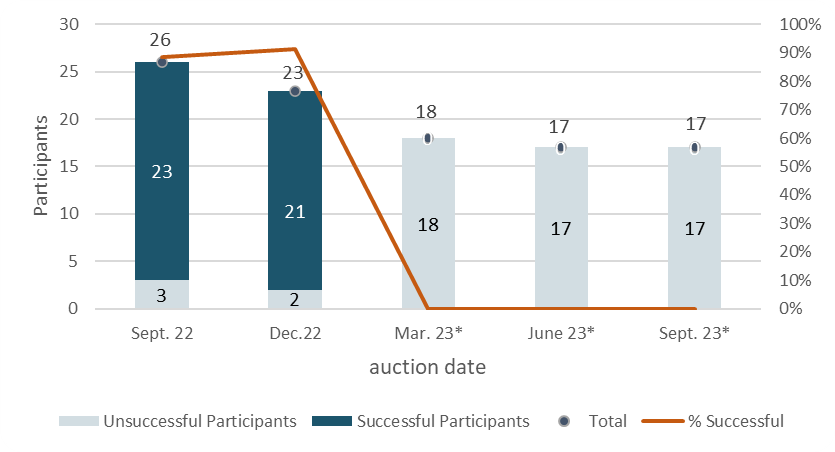 30
25
20
15
10
5
0
Participants
100%
90%
80%
70%
60%
50%
40%
30%
20%
10%
0%
26
23
18
17
17
23
21
18
17
17
3
2
Sept. 22
Dec.22
Mar. 23*
June 23*
Sept. 23*
auction date
Unsuccessful Participants
Successful Participants
Total
% Successful